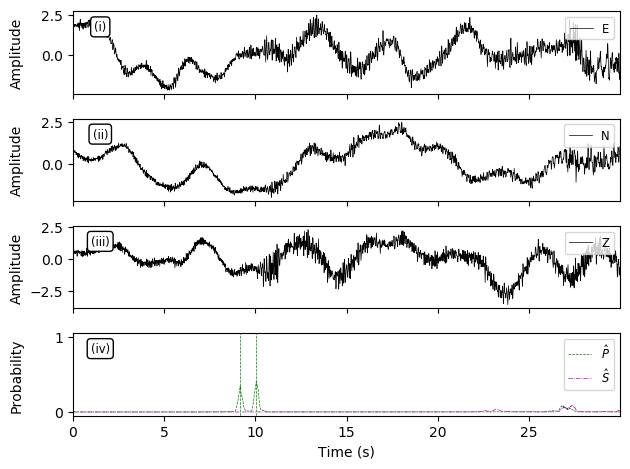 2.5
0.0
Amplitude
(i)
E
2.5
0.0
Amplitude
(ii)
N
2.5
0.0
−2.5
Amplitude
(iii)
Z
1
0
Probability
(iv)
P̂
Ŝ
0 5 10 15 20 25
Time (s)